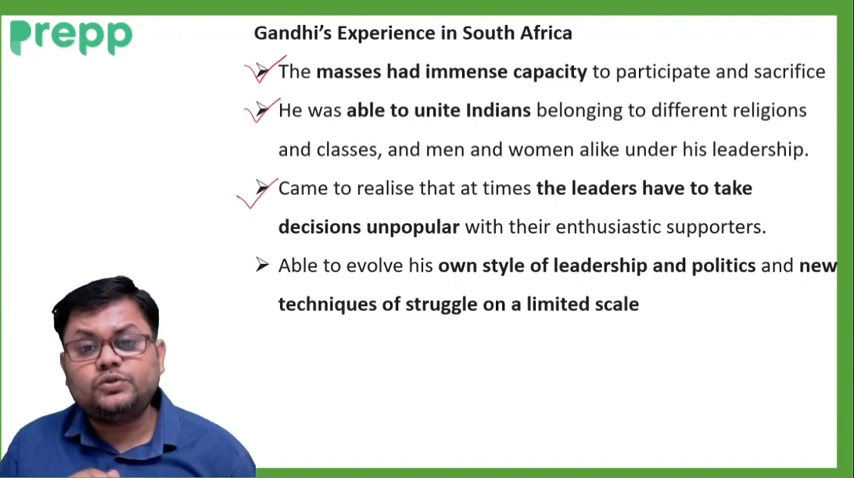 Prepp
Gandhi's Experience in South Africa
➢ The masses had immense capacity to participate and sacrifice
➢ He was able to unite Indians belonging to different religions
and classes, and men and women alike under his leadership.
➢ Came to realise that at times the leaders have to take
decisions unpopular with their enthusiastic supporters.
➢ Able to evolve his own style of leadership and politics and new
techniques of struggle on a limited scale